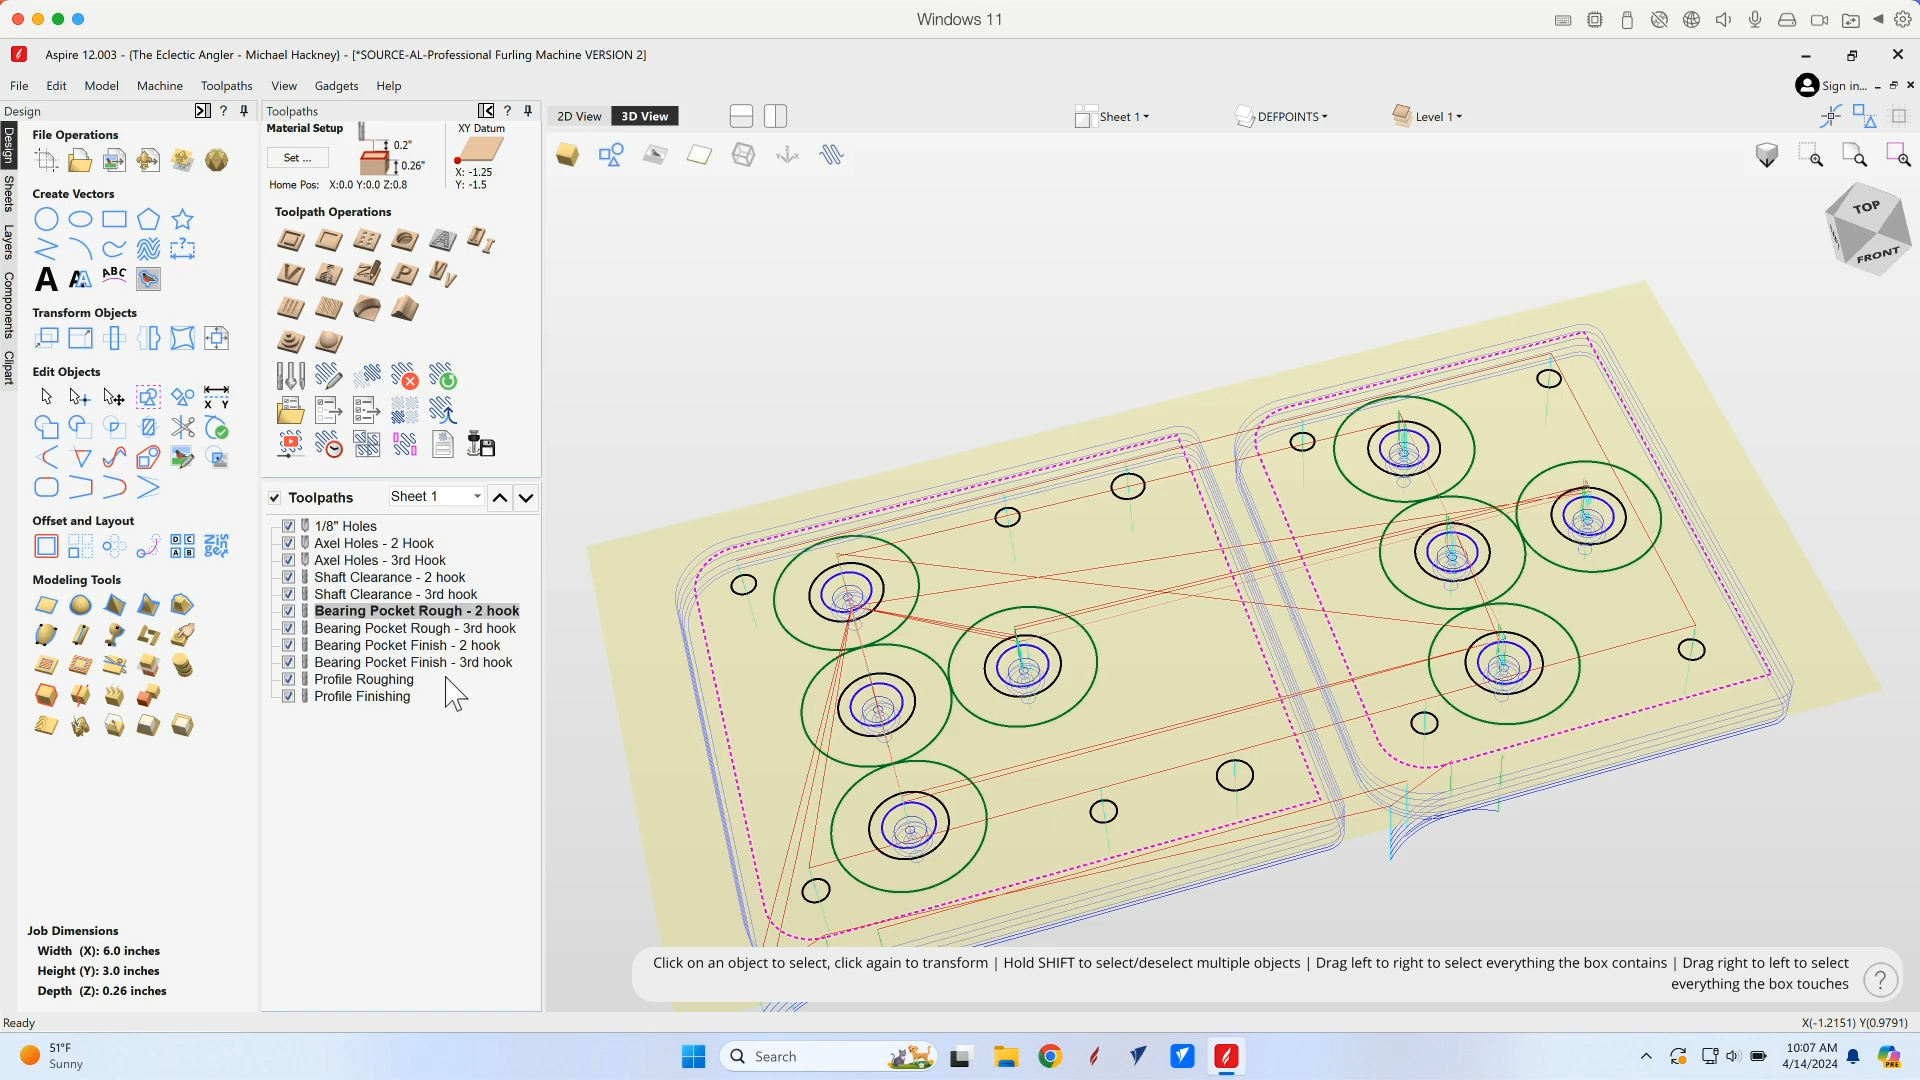 Windows 11
Aspire 12.003 - {The Eclectic Angler - Michael Hackney} - [*SOURCE-AL-Professional Furling Machine VERSION 2]
File Edit Model Machine Toolpaths View Gadgets Help
Sign in...
Design
Toolpaths
2D View 3D View
Sheet 1
DEFPOINTS
Level 1
Design
Sheets
Layers
Components
Clipart
File Operations
Create Vectors
Transform Objects
Edit Objects
X Y
Offset and Layout
Modeling Tools
Job Dimensions
Width (X): 6.0 inches
Height (Y): 3.0 inches
Depth (Z): 0.26 inches
Material Setup
Set ...
0.2"
0.26"
XY Datum
X: -1.25
Y: -1.5
Home Pos: X:0.0 Y:0.0 Z:0.8
Toolpath Operations
Toolpaths
Sheet 1
1/8" Holes
Axel Holes - 2 Hook
Axel Holes - 3rd Hook
Shaft Clearance - 2 hook
Shaft Clearance - 3rd hook
Bearing Pocket Rough - 2 hook
Bearing Pocket Rough - 3rd hook
Bearing Pocket Finish - 2 hook
Bearing Pocket Finish - 3rd hook
Profile Roughing
Profile Finishing
TOP
FRONT
Click on an object to select, click again to transform | Hold SHIFT to select/deselect multiple objects | Drag left to right to select everything the box contains | Drag right to left to select
everything the box touches
Ready
X(-1.2151) Y(0.9791)
51°F
Sunny
Search
10:07 AM
4/14/2024
PRE